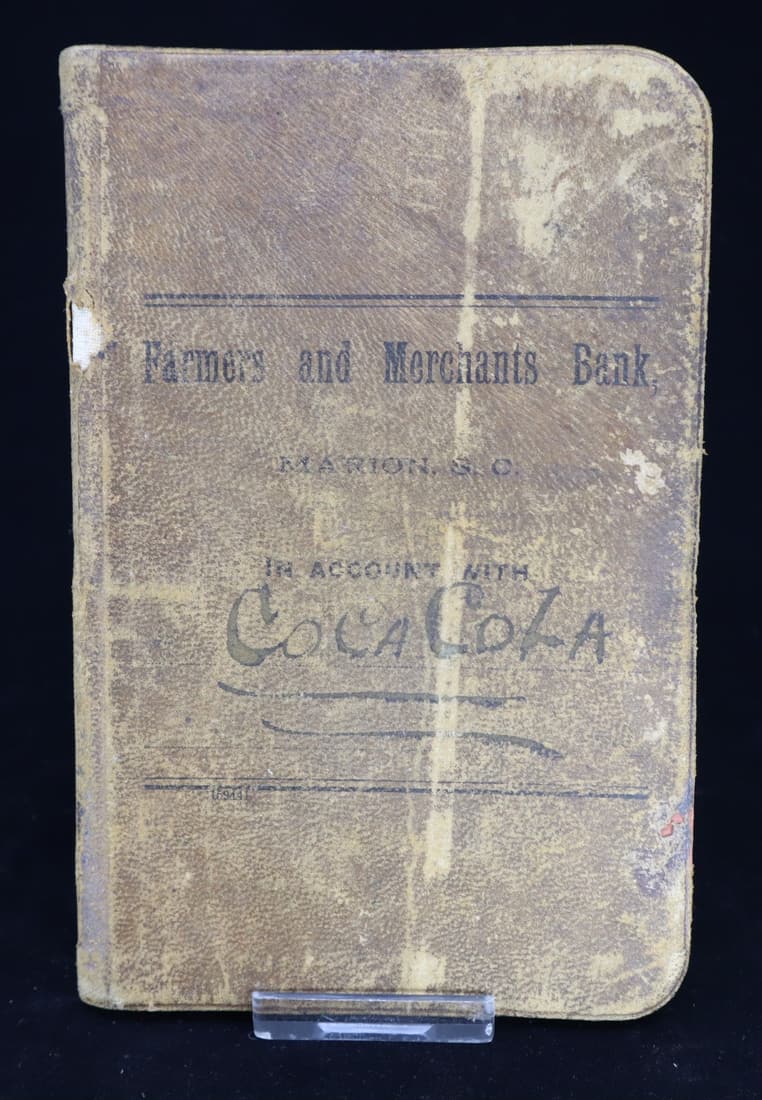 Farmers and Merchants Bank,
MARION, S. C.
IN ACCOUNT WITH
COCA COLA